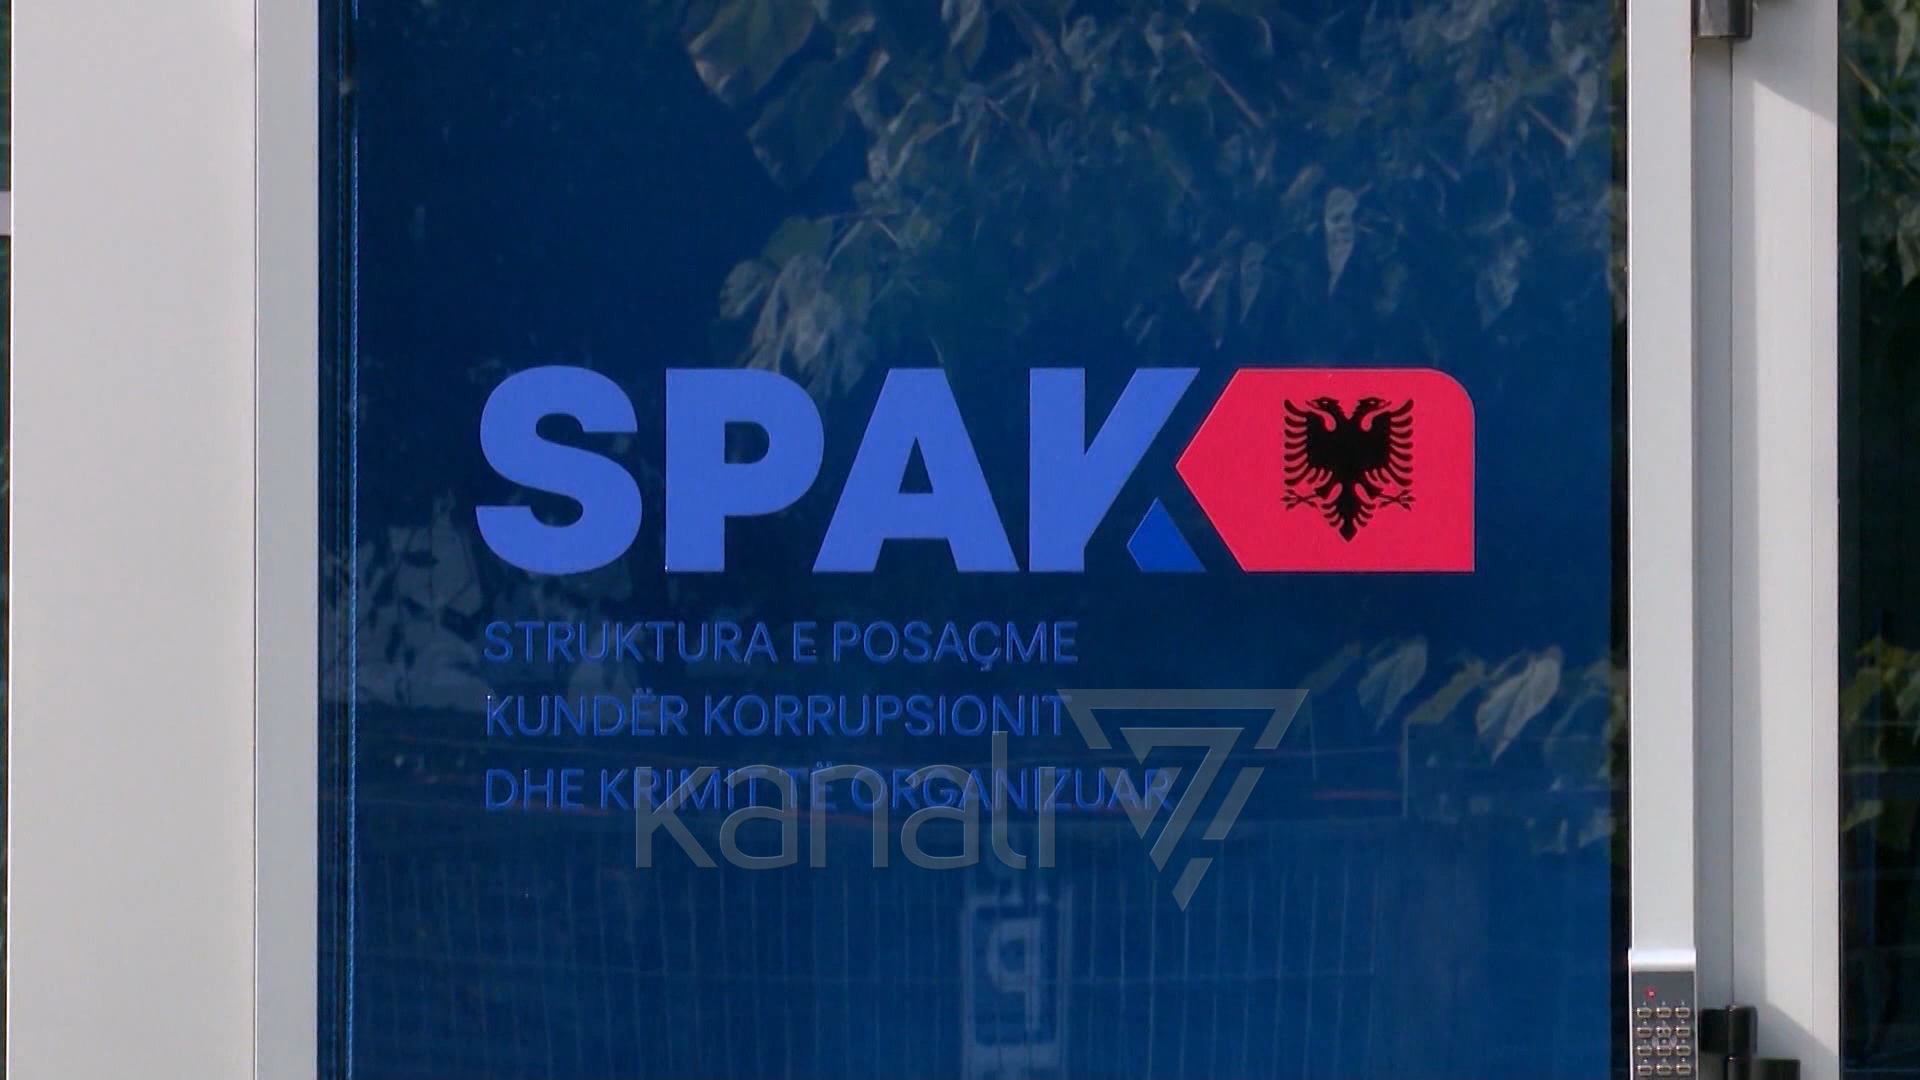 SPAK
STRUKTURA E POSAÇME
KUNDËR KORRUPSIONIT
DHE KRIMIT TË ORGANIZUAR
kanali 7